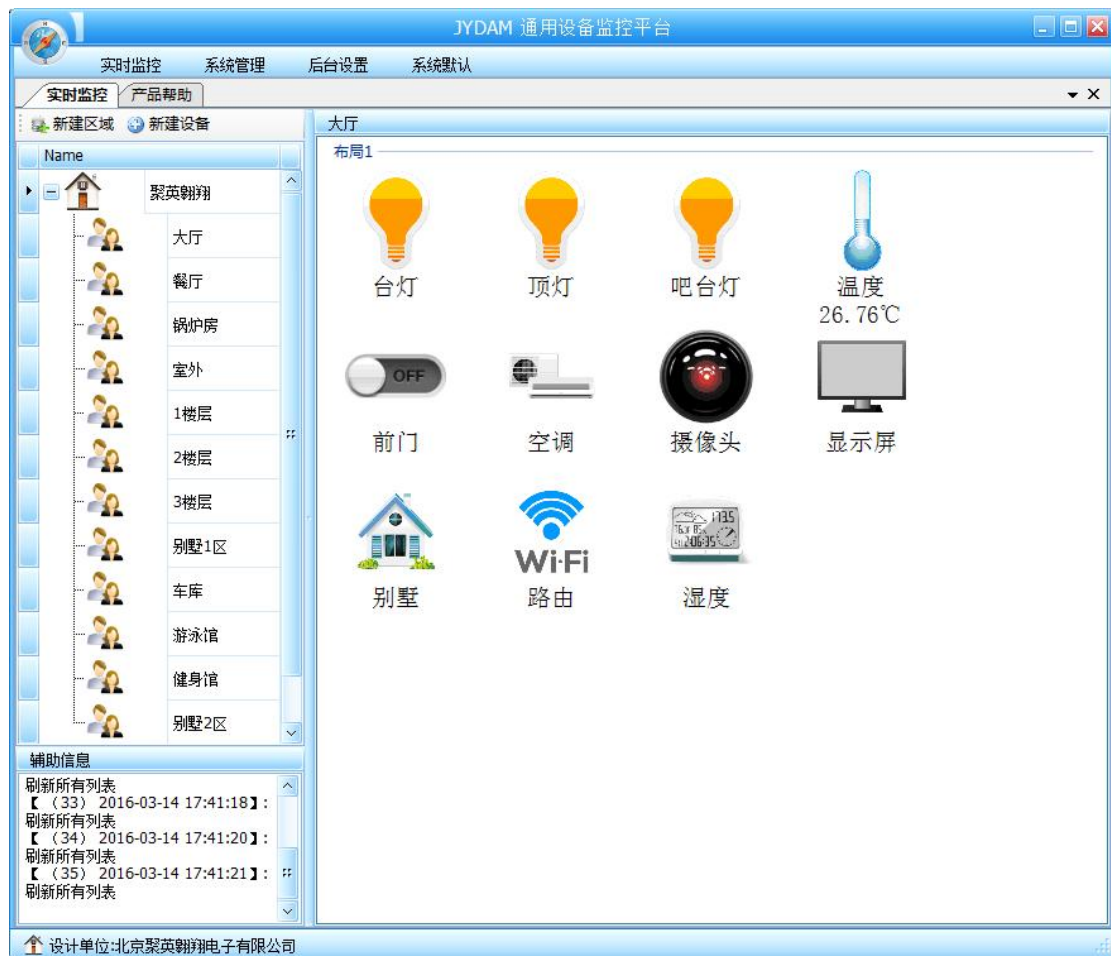 JYDAM 通用设备监控平台
实时监控 系统管理 后台设置 系统默认
实时监控 产品帮助
新建区域 新建设备
大厅
Name
布局1
聚英翱翔
大厅
餐厅
锅炉房
室外
1楼层
2楼层
3楼层
别墅1区
车库
游泳馆
健身馆
别墅2区
台灯 顶灯 吧台灯 温度
26.76℃
OFF
前门 空调 摄像头 显示屏
Wi-Fi
别墅 路由 湿度
辅助信息
刷新所有列表
【 （33） 2016-03-14 17:41:18】:
刷新所有列表
【 （34） 2016-03-14 17:41:20】:
刷新所有列表
【 （35） 2016-03-14 17:41:21】:
刷新所有列表
设计单位:北京聚英翱翔电子有限公司